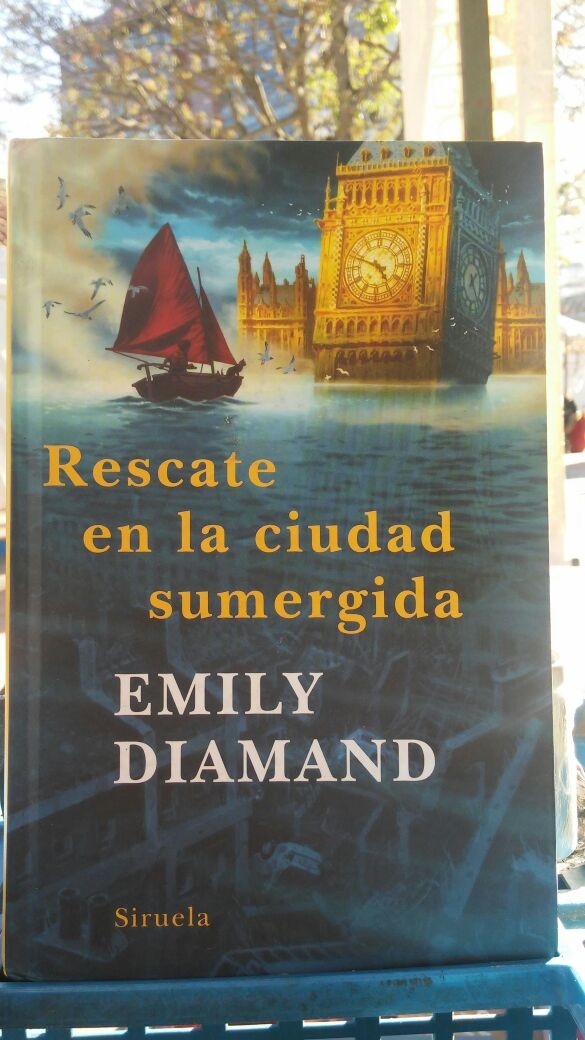 Rescate
en la ciudad
sumergida
EMILY
DIAMAND
Siruela